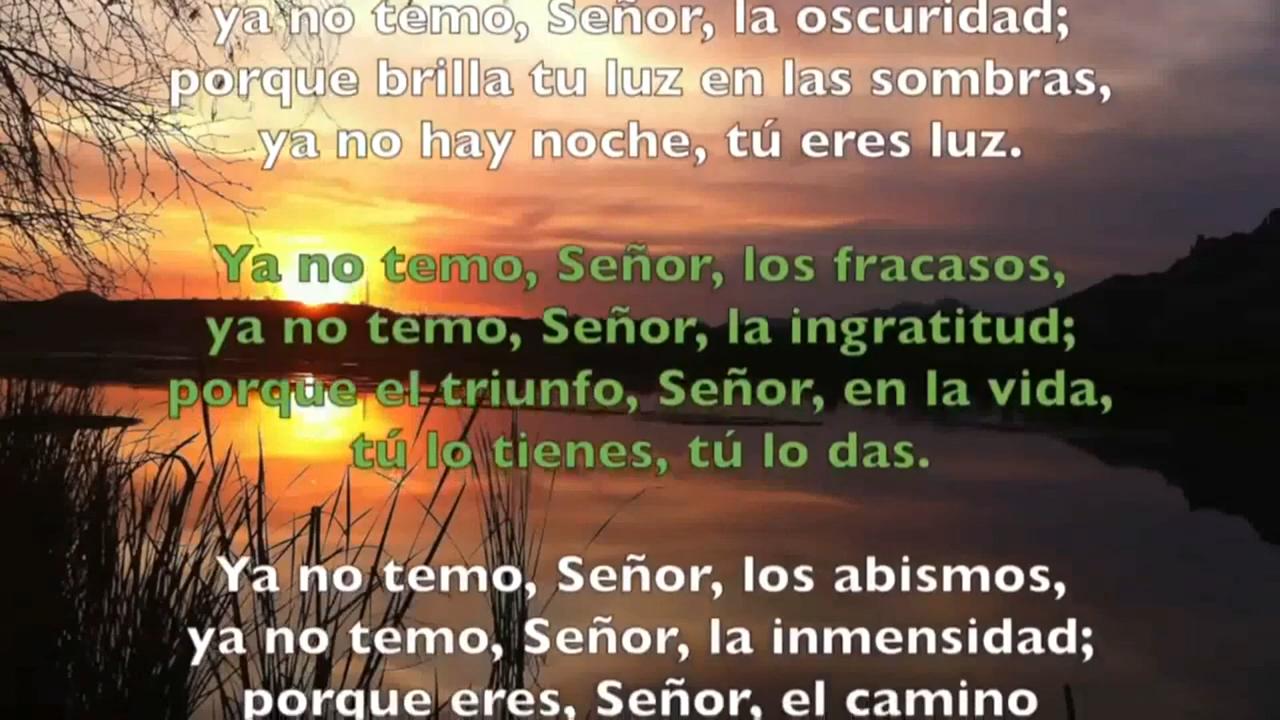 ya no temo, Señor, la oscuridad;
porque brilla tu luz en las sombras,
ya no hay noche, tú eres luz.
Ya no temo, Señor, los fracasos,
ya no temo, Señor, la ingratitud;
porque el triunfo, Señor, en la vida,
tú lo tienes, tú lo das.
Ya no temo, Señor, los abismos,
ya no temo, Señor, la inmensidad;
porque eres, Señor, el camino